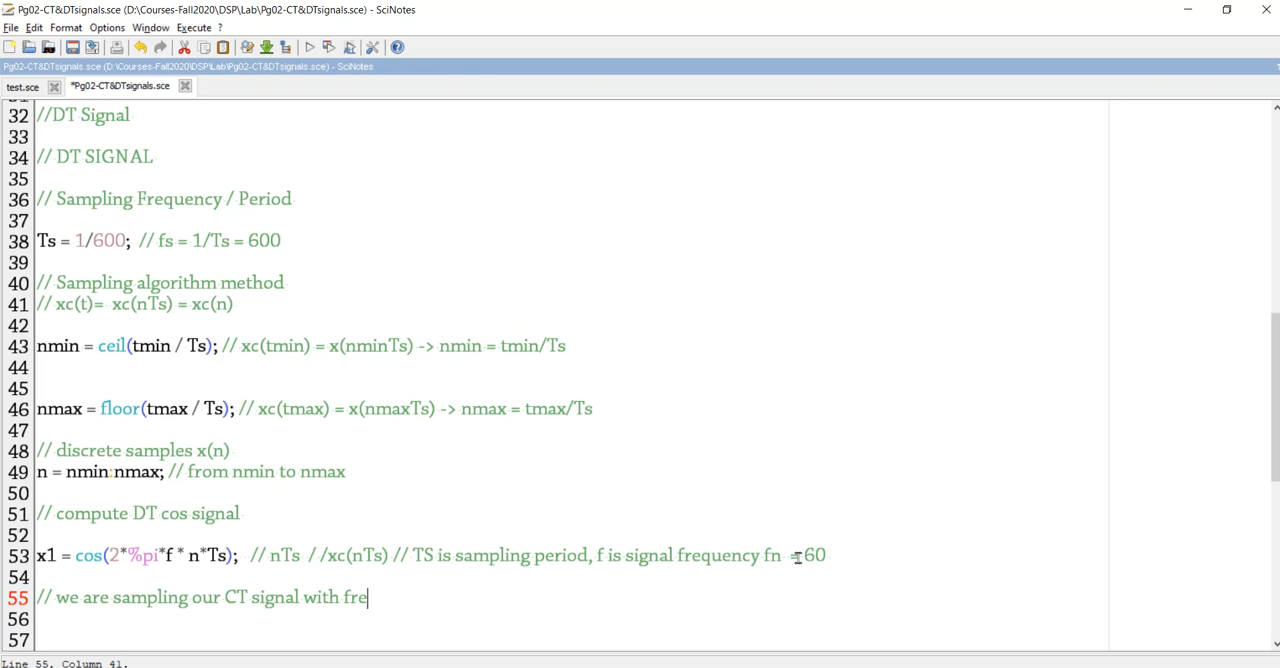 Pg02-CT&DTsignals.sce (D:\Courses-Fall2020\DSP\Lab\Pg02-CT&DTsignals.sce) - SciNotes
File Edit Format Options Window Execute ?
Pg02-CT&DTsignals.sce (D:\Courses-Fall2020\DSP\Lab\Pg02-CT&DTsignals.sce) - SciNotes
test.sce *Pg02-CT&DTsignals.sce
32 //DT Signal
33
34 // DT SIGNAL
35
36 // Sampling Frequency / Period
37
38 Ts = 1/600; // fs = 1/Ts = 600
39
40 // Sampling algorithm method
41 // xc(t)= xc(nTs) = xc(n)
42
43 nmin = ceil(tmin / Ts); // xc(tmin) = x(nminTs) -> nmin = tmin/Ts
44
45
46 nmax = floor(tmax / Ts); // xc(tmax) = x(nmaxTs) -> nmax = tmax/Ts
47
48 // discrete samples x(n)
49 n = nmin:nmax; // from nmin to nmax
50
51 // compute DT cos signal
52
53 x1 = cos(2*%pi*f * n*Ts); // nTs / /xc(nTs) // TS is sampling period, f is signal frequency fn = 60
54
55 // we are sampling our CT signal with fre
56
57
Line 55, Column 41.